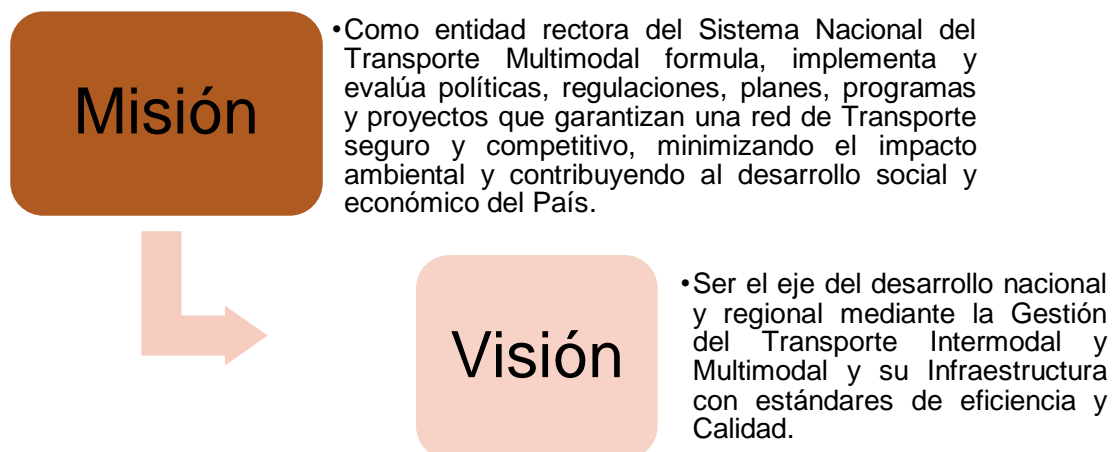 Misión
•Como entidad rectora del Sistema Nacional del
Transporte Multimodal formula, implementa y
evalúa políticas, regulaciones, planes, programas
y proyectos que garantizan una red de Transporte
seguro y competitivo, minimizando el impacto
ambiental y contribuyendo al desarrollo social y
económico del País.
Visión
•Ser el eje del desarrollo nacional
y regional mediante la Gestión
del Transporte Intermodal y
Multimodal y su Infraestructura
con estándares de eficiencia y
Calidad.